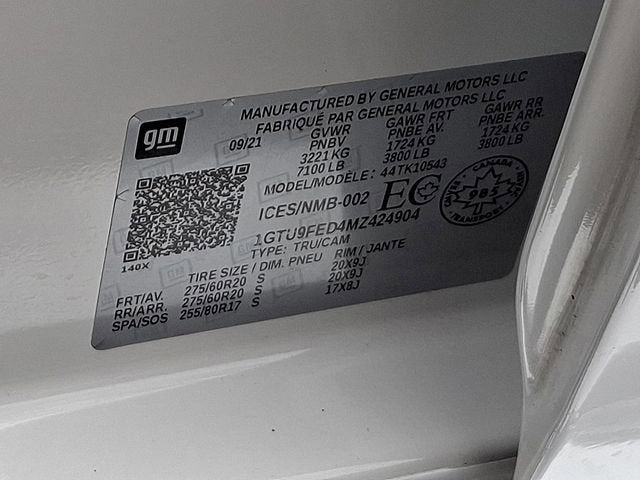 gm
MANUFACTURED BY GENERAL MOTORS LLC
FABRIQUÉ PAR GENERAL MOTORS LLC
09/21 GVWR GAWR FRT GAWR RR
PNBV PNBE AV. PNBE ARR.
3221 KG 1724 KG 1724 KG
7100 LB 3800 LB 3800 LB
MODEL/MODÈLE: 44TK10543
ICES/NMB-002 EC
CANADA
985
TRANSPORT
1GTU9FED4MZ424904
TYPE: TRU/CAM
140X
TIRE SIZE / DIM. PNEU RIM / JANTE
FRT/AV. 275/60R20 S 20X9J
RR/ARR. 275/60R20 S 20X9J
SPA/SOS 255/80R17 S 17X8J